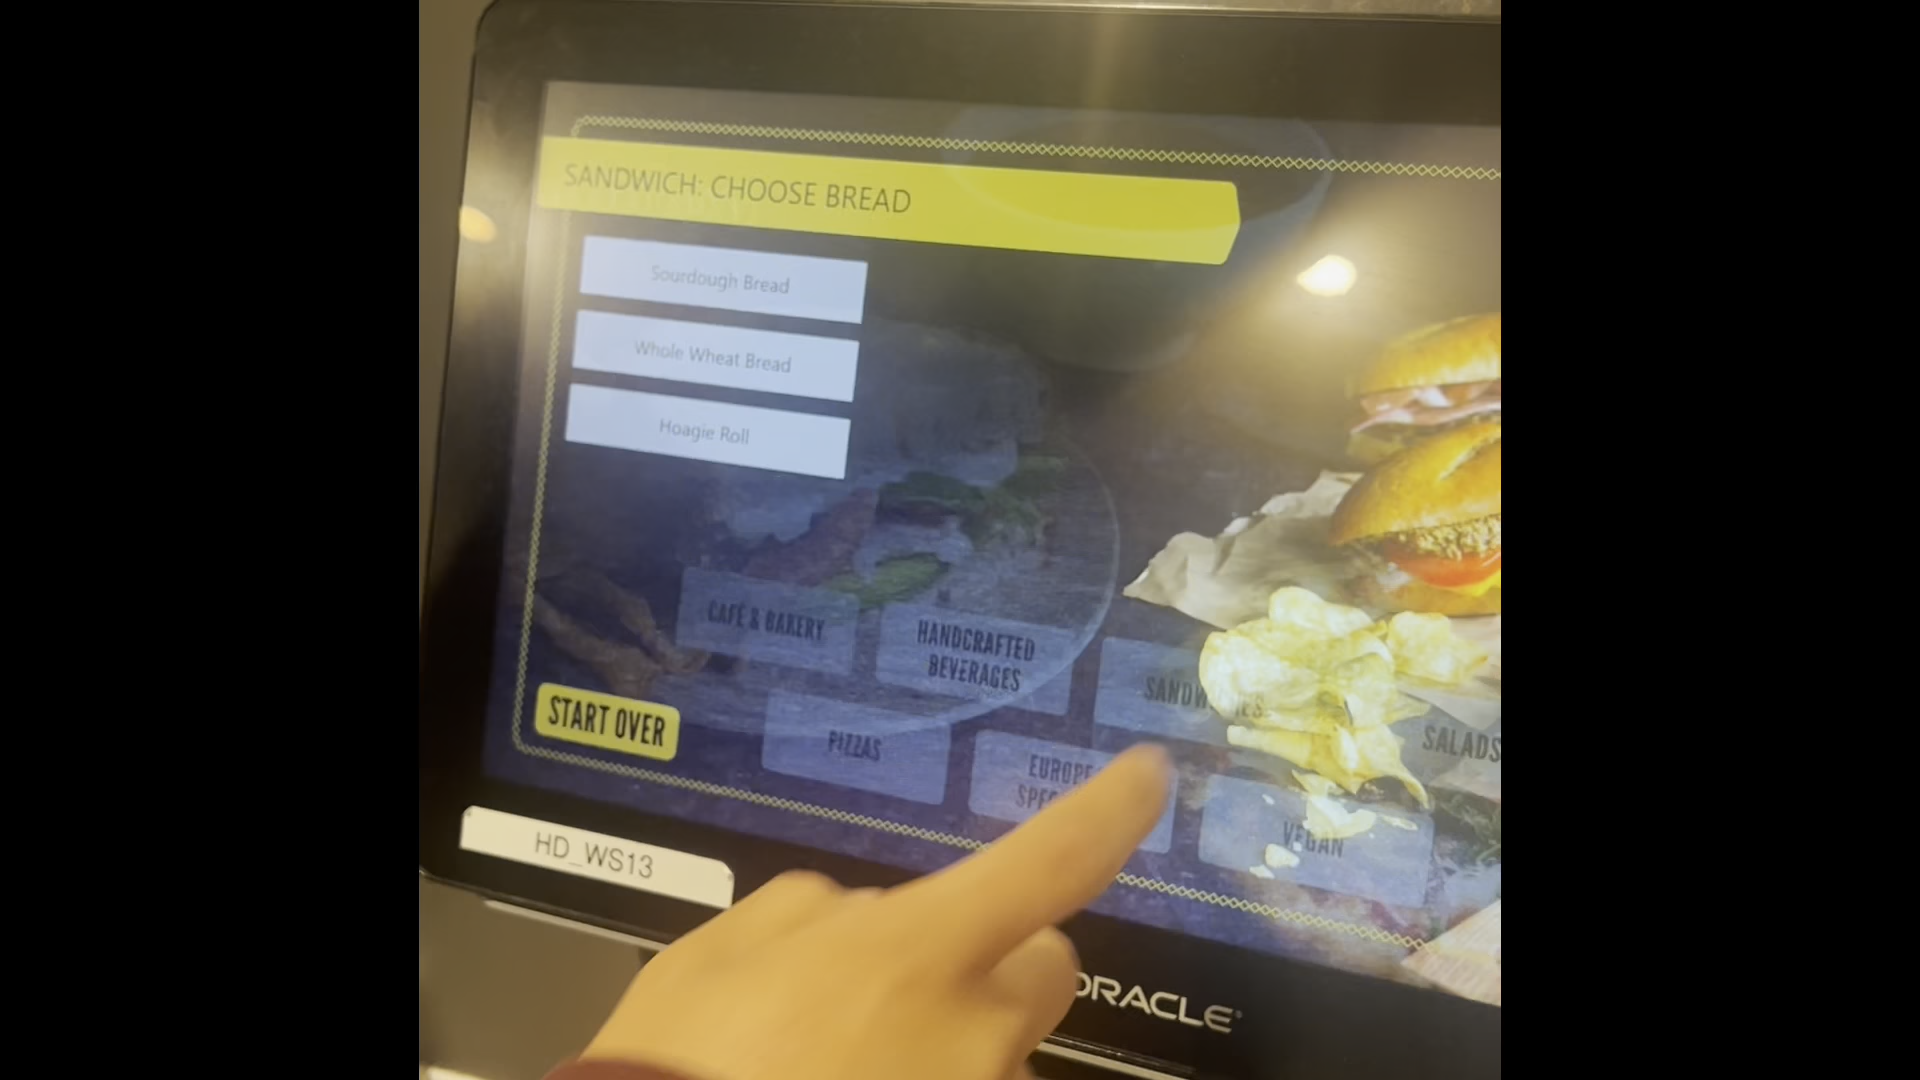 SANDWICH: CHOOSE BREAD
Sourdough Bread
Whole Wheat Bread
Hoagie Roll
CAFÉ & BAKERY
HANDCRAFTED
BEVERAGES
SALADS
START OVER
PIZZAS
VEGAN
HD_WS13
ORACLE